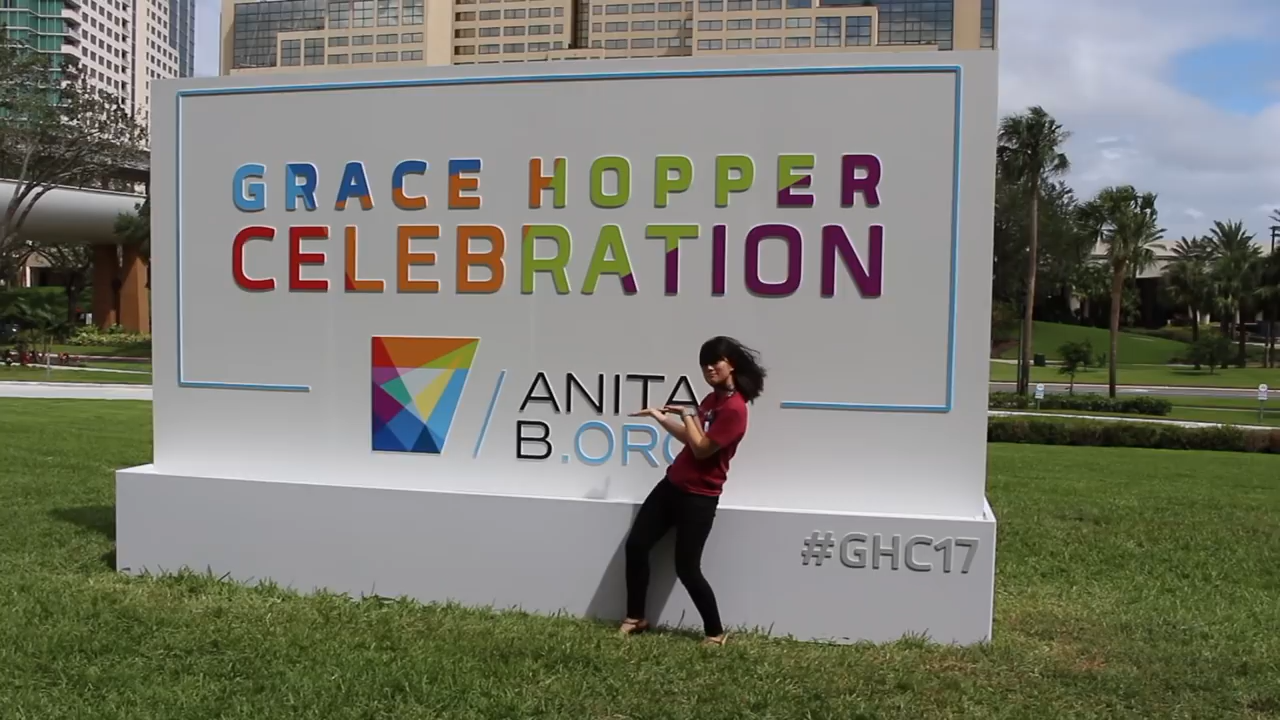 GRACE HOPPER
CELEBRATION
ANITA
B.ORG
#GHC17